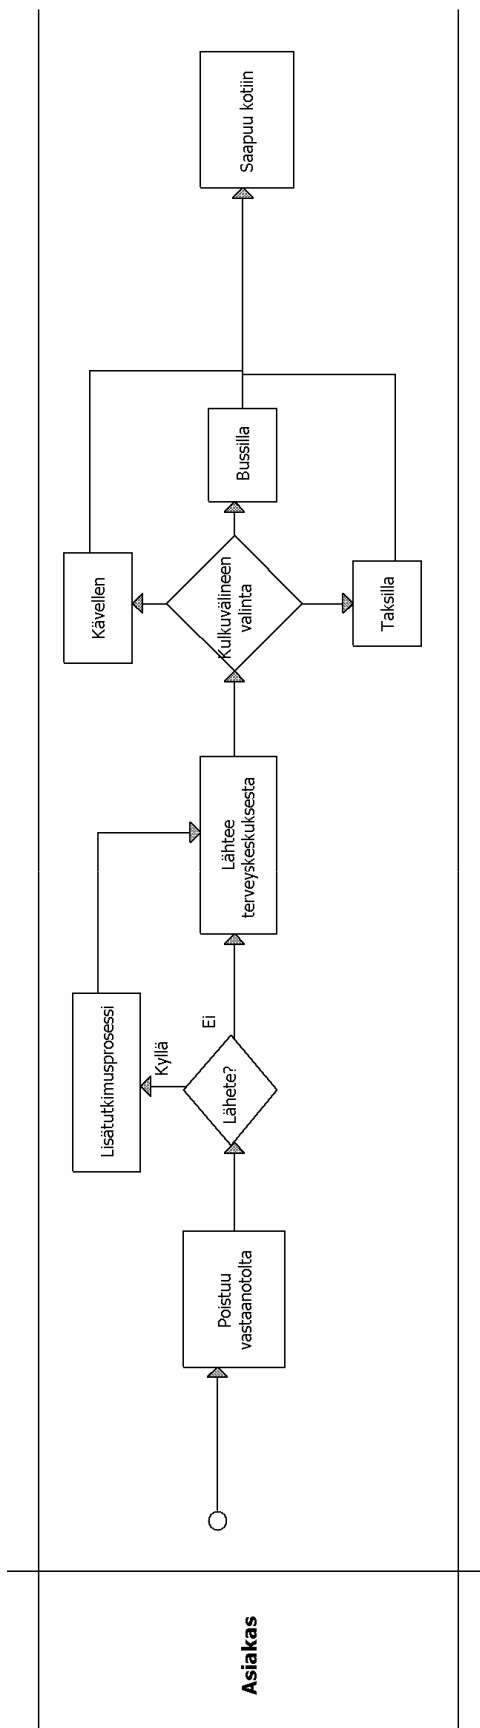 Asiakas
Poistuu
vastaanotolta
Lähete?
Kyllä
Ei
Lisätutkimusprosessi
Lähtee
terveyskeskuksesta
Kulkuvälineen
valinta
Kävellen
Bussilla
Taksilla
Saapuu kotiin